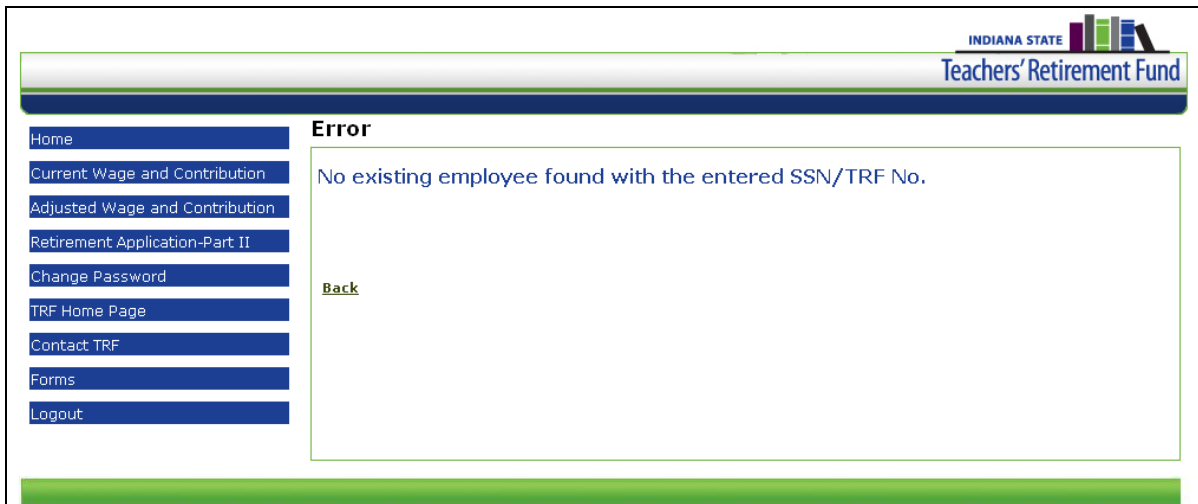 INDIANA STATE
Teachers' Retirement Fund
Home
Current Wage and Contribution
Adjusted Wage and Contribution
Retirement Application-Part II
Change Password
TRF Home Page
Contact TRF
Forms
Logout
Error
No existing employee found with the entered SSN/TRF No.
Back